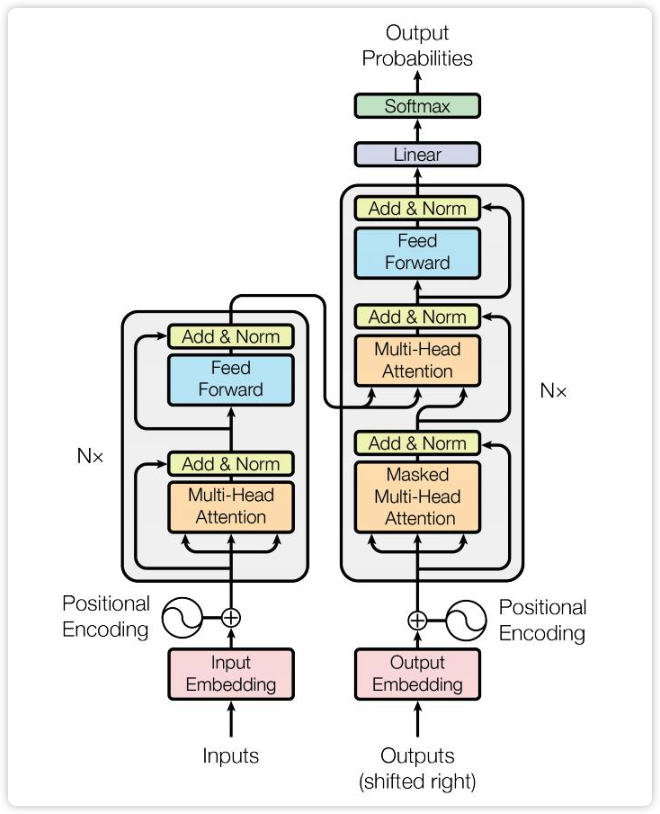 Output
Probabilities
Softmax
Linear
Add & Norm
Feed
Forward
Add & Norm
Multi-Head
Attention
Nx
Add & Norm
Masked
Multi-Head
Attention
Add & Norm
Feed
Forward
Nx
Add & Norm
Multi-Head
Attention
Positional
Encoding
Positional
Encoding
Input
Embedding
Output
Embedding
Inputs
Outputs
(shifted right)